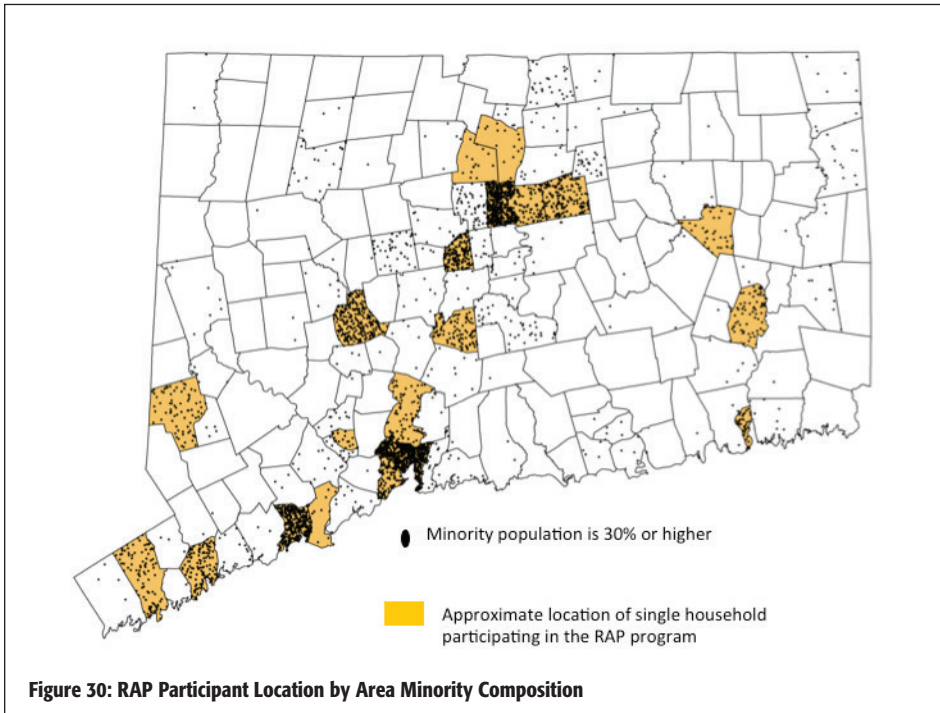 Minority population is 30% or higher
Approximate location of single household
participating in the RAP program
Figure 30: RAP Participant Location by Area Minority Composition